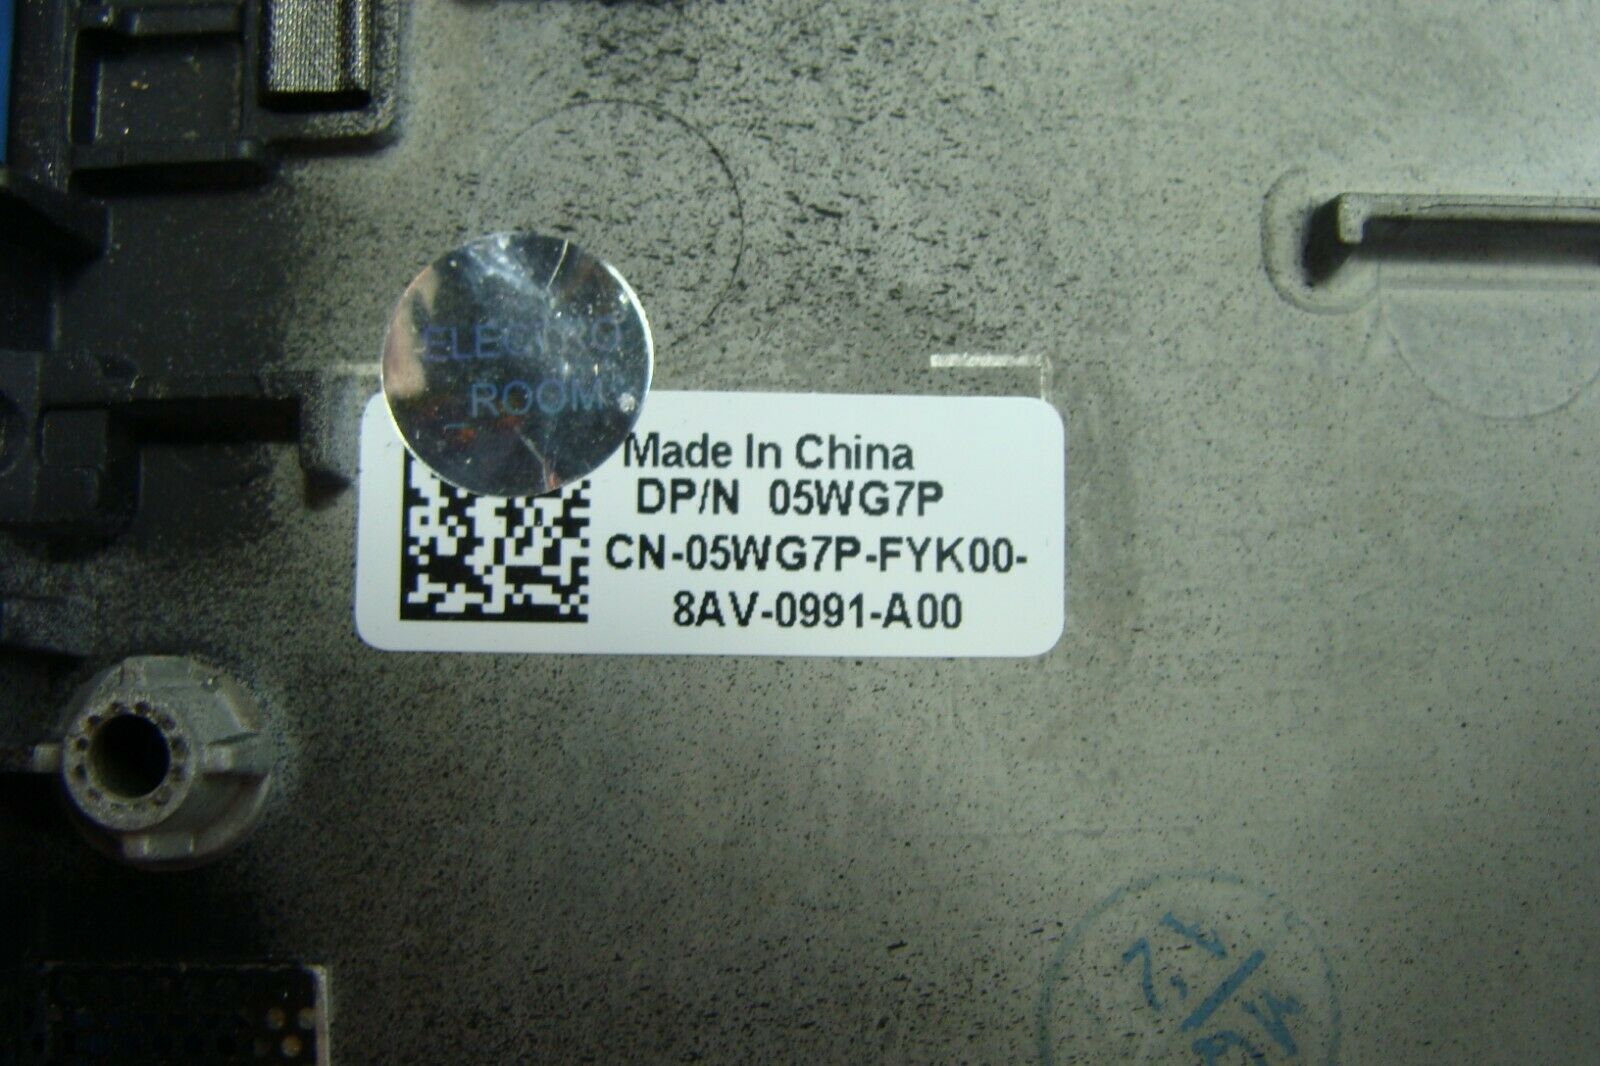 ELECTRO
ROOM
Made In China
DP/N 05WG7P
CN-05WG7P-FYK00-
8AV-0991-A00